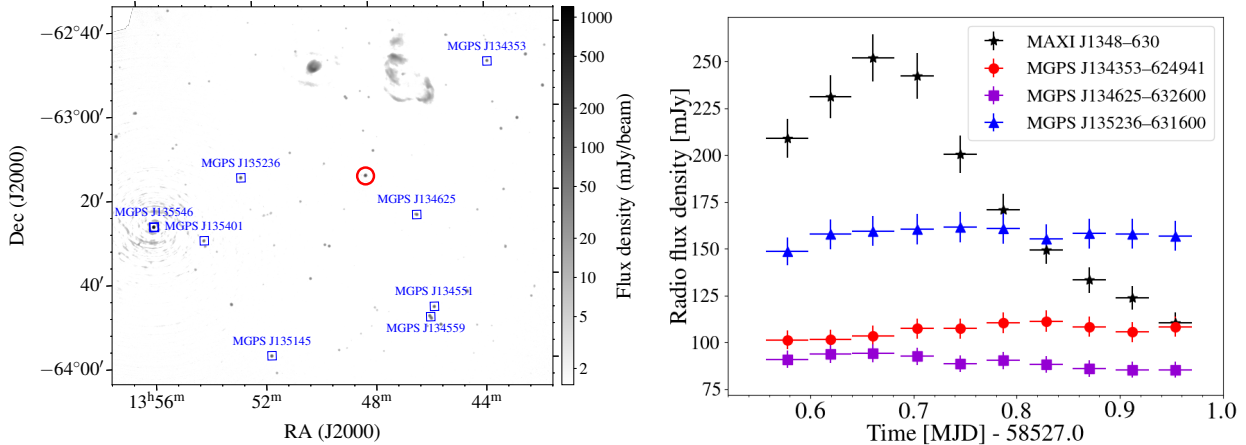 −62°40′
−63°00′
20′
40′
−64°00′
Dec (J2000)
MGPS J134353
MGPS J135236
MGPS J134625
MGPS J135546
MGPS J135401
MGPS J134551
MGPS J134559
MGPS J135145
13ʰ56ᵐ 52ᵐ 48ᵐ 44ᵐ
RA (J2000)
1000
500
200
100
50
20
10
5
2
Flux density (mJy/beam)
250
225
200
175
150
125
100
75
Radio flux density [mJy]
MAXI J1348–630
MGPS J134353–624941
MGPS J134625–632600
MGPS J135236–631600
0.6 0.7 0.8 0.9 1.0
Time [MJD] - 58527.0